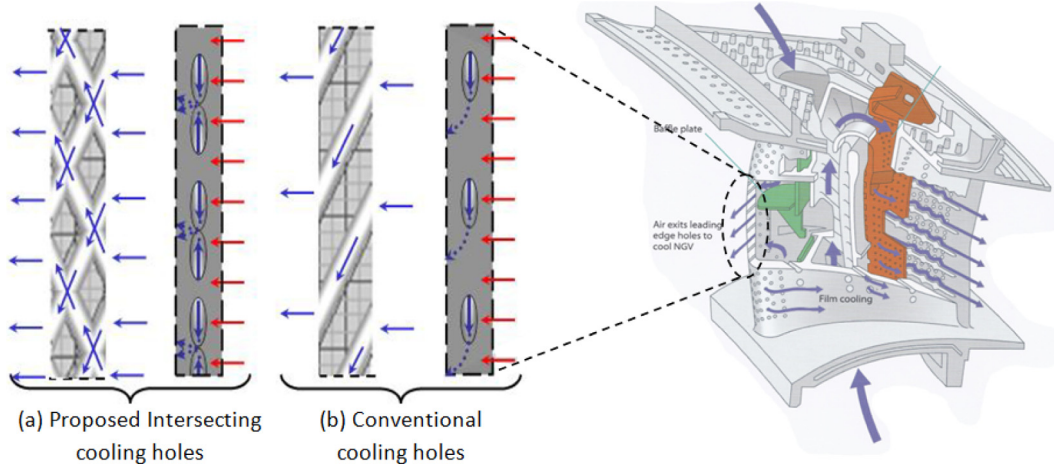 (a) Proposed Intersecting
cooling holes
(b) Conventional
cooling holes
Baffle plate
Air exits leading
edge holes to
cool NGV
Film cooling